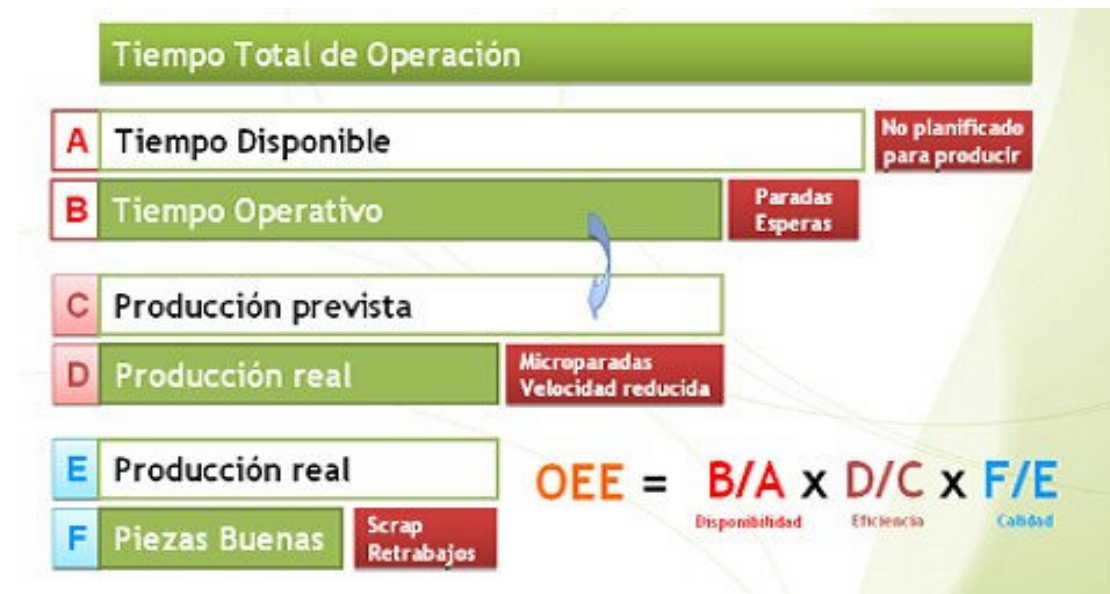 Tiempo Total de Operación
A Tiempo Disponible
No planificado
para producir
B Tiempo Operativo
Paradas
Esperas
C Producción prevista
D Producción real
Microparadas
Velocidad reducida
E Producción real
F Piezas Buenas
Scrap
Retrabajos
OEE = B/A x D/C x F/E
Disponibilidad Eficiencia Calidad